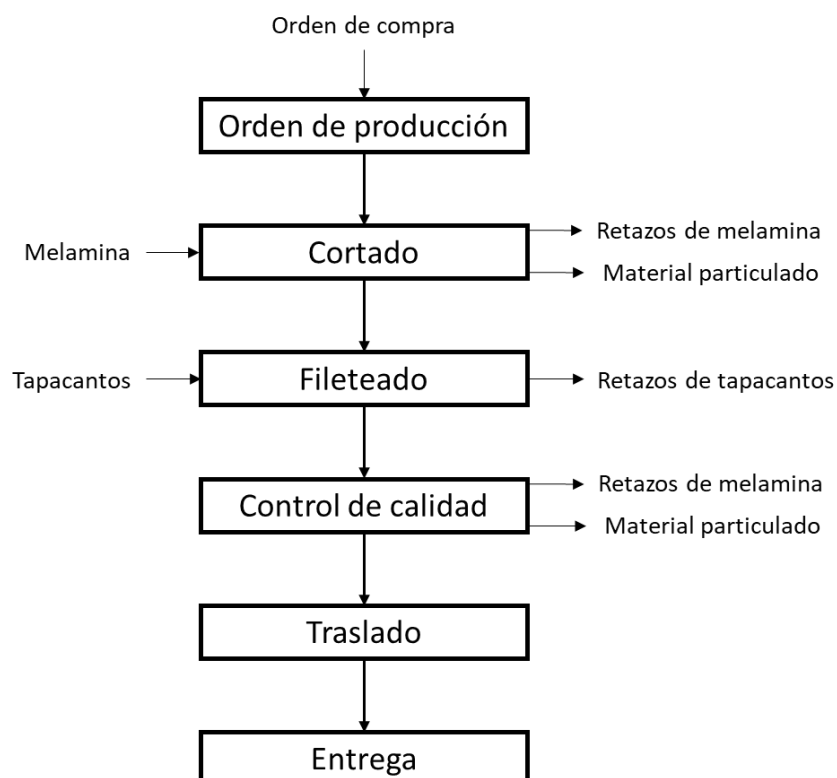 Orden de compra
Orden de producción
Melamina
Cortado
Retazos de melamina
Material particulado
Tapacantos
Fileteado
Retazos de tapacantos
Control de calidad
Retazos de melamina
Material particulado
Traslado
Entrega